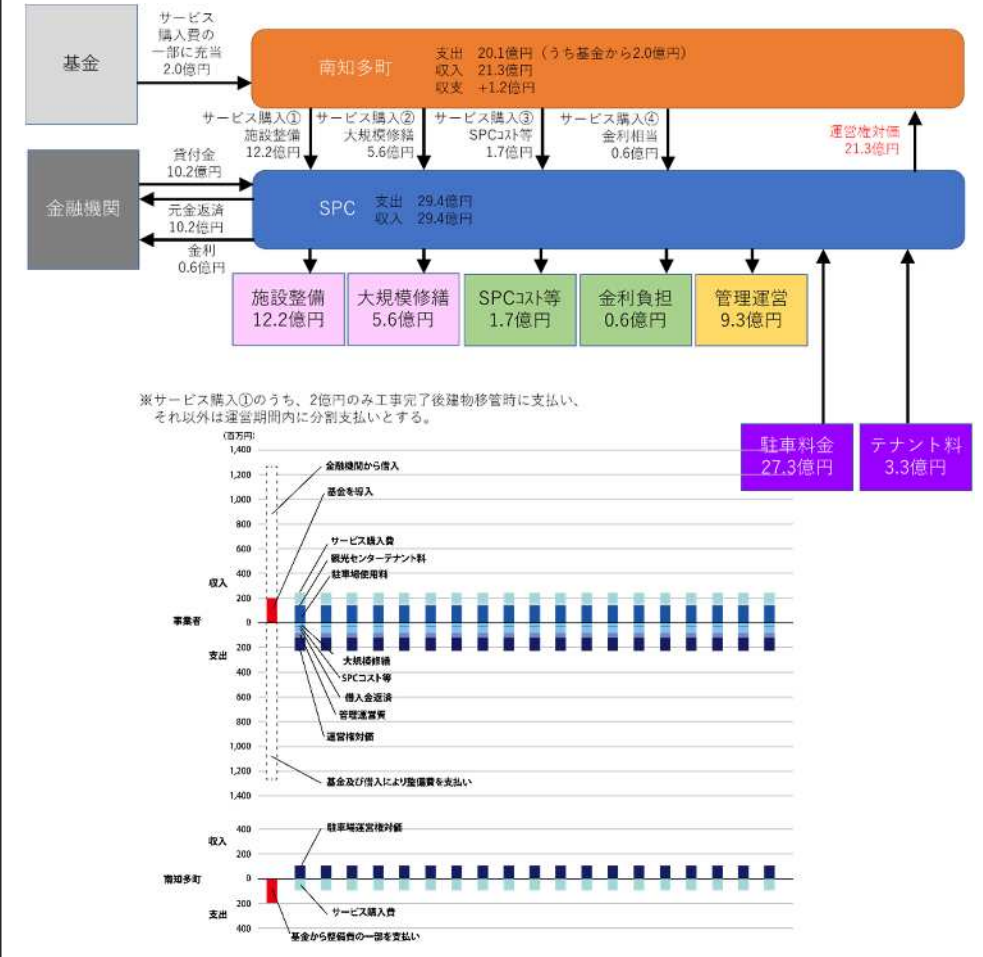 サービス
購入費の
一部に充当
2.0億円
基金
南知多町
支出 20.1億円（うち基金から2.0億円）
収入 21.3億円
収支 +1.2億円
サービス購入①
施設整備
12.2億円
サービス購入②
大規模修繕
5.6億円
サービス購入③
SPCコスト等
1.7億円
サービス購入④
金利相当
0.6億円
運営権対価
21.3億円
貸付金
10.2億円
金融機関
元金返済
10.2億円
金利
0.6億円
SPC
支出 29.4億円
収入 29.4億円
施設整備
12.2億円
大規模修繕
5.6億円
SPCコスト等
1.7億円
金利負担
0.6億円
管理運営
9.3億円
駐車料金
27.3億円
テナント料
3.3億円
※サービス購入①のうち、2億円のみ工事完了後建物移管時に支払い、
それ以外は運営期間内に分割支払いとする。
(百万円)
1,400
1,200
1,000
800
600
400
200
0
200
400
600
800
1,000
1,200
1,400
収入
事業者
支出
金融機関から借入
基金を導入
サービス購入費
観光センターテナント料
駐車場使用料
大規模修繕
SPCコスト等
借入金返済
管理運営費
運営権対価
基金及び借入により整備費を支払い
400
200
0
200
400
収入
南知多町
支出
駐車場運営権対価
サービス購入費
基金から整備費の一部を支払い